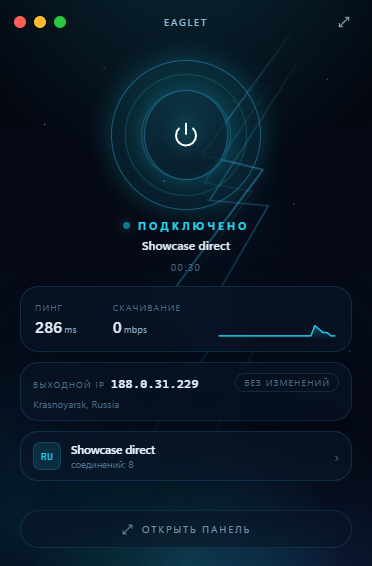 EAGLET
ПОДКЛЮЧЕНО
Showcase direct
00:30
ПИНГ СКАЧИВАНИЕ
286 ms 0 mbps
ВЫХОДНОЙ IP 188.0.31.229 БЕЗ ИЗМЕНЕНИЙ
Krasnoyarsk, Russia
RU Showcase direct
соединений: 8
ОТКРЫТЬ ПАНЕЛЬ